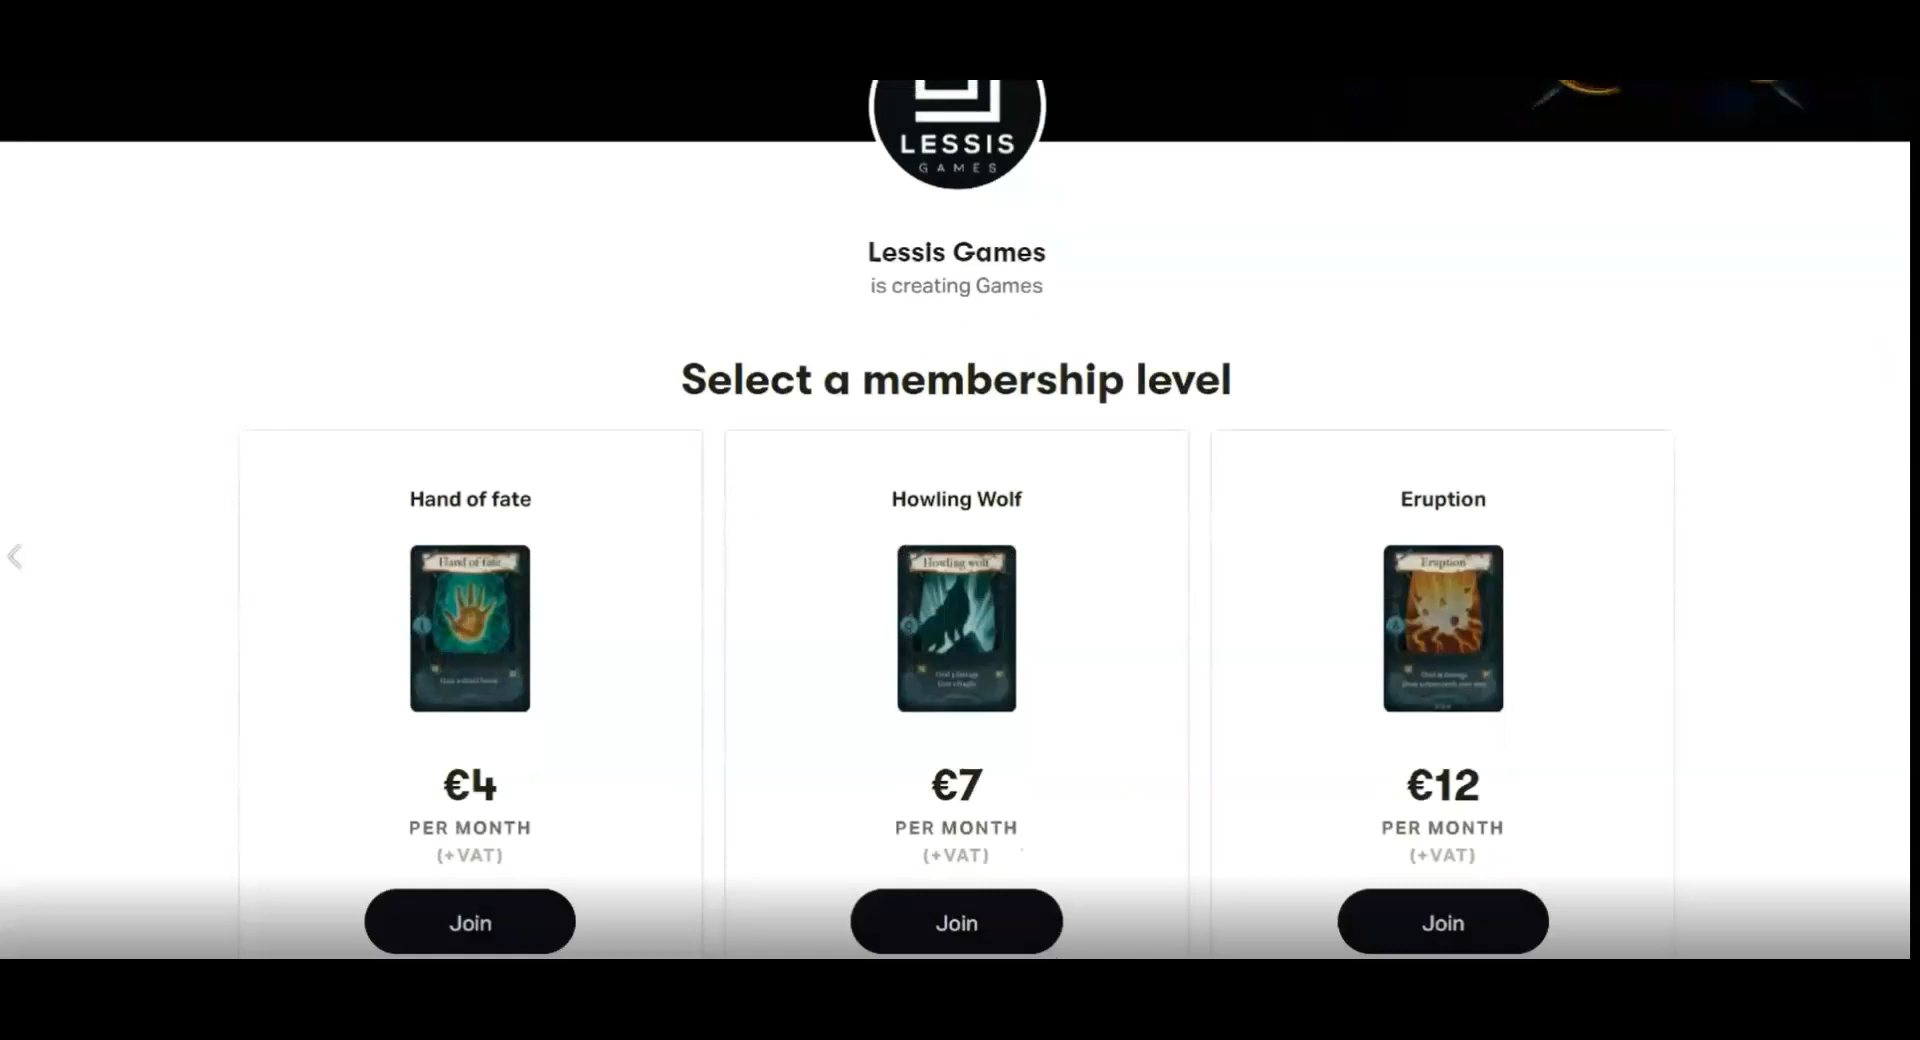 LESSIS
GAMES
Lessis Games
is creating Games
Select a membership level
Hand of fate
Howling Wolf
Eruption
Hand of fate
Howling wolf
Eruption
€4
€7
€12
PER MONTH
PER MONTH
PER MONTH
(+VAT)
(+VAT)
(+VAT)
Join
Join
Join